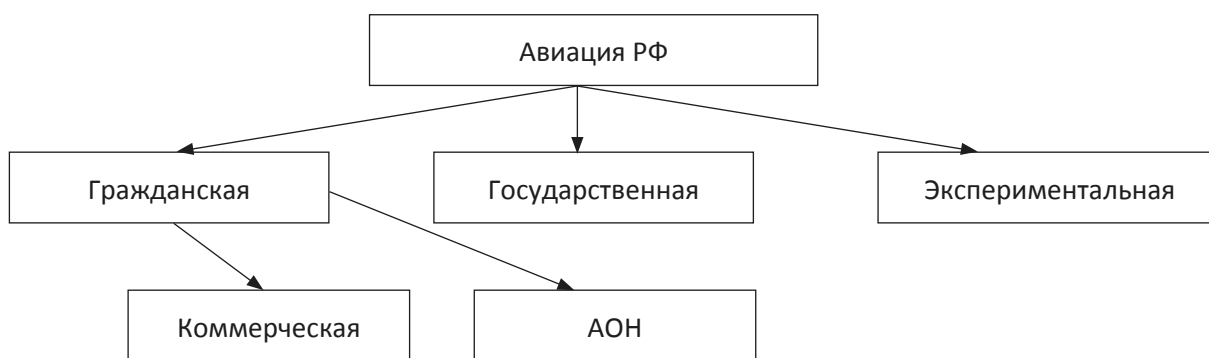 Авиация РФ
Гражданская
Государственная
Экспериментальная
Коммерческая
АОН